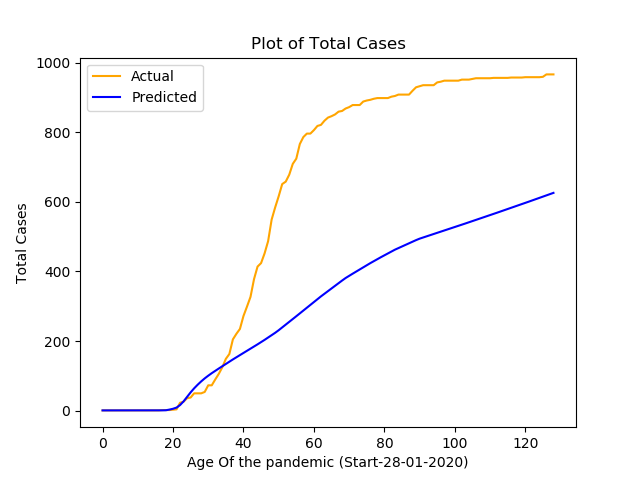 Plot of Total Cases
Actual
Predicted
1000
800
600
400
200
0
Total Cases
0 20 40 60 80 100 120
Age Of the pandemic (Start-28-01-2020)